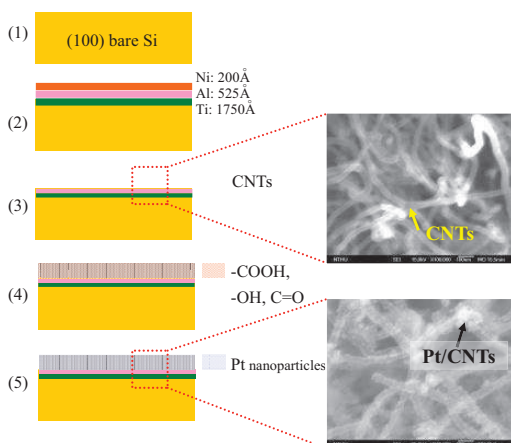 (1)
(100) bare Si
Ni: 200Å
Al: 525Å
Ti: 1750Å
(2)
CNTs
(3)
CNTs
(4)
-COOH,
-OH, C=O
(5)
Pt nanoparticles
Pt/CNTs